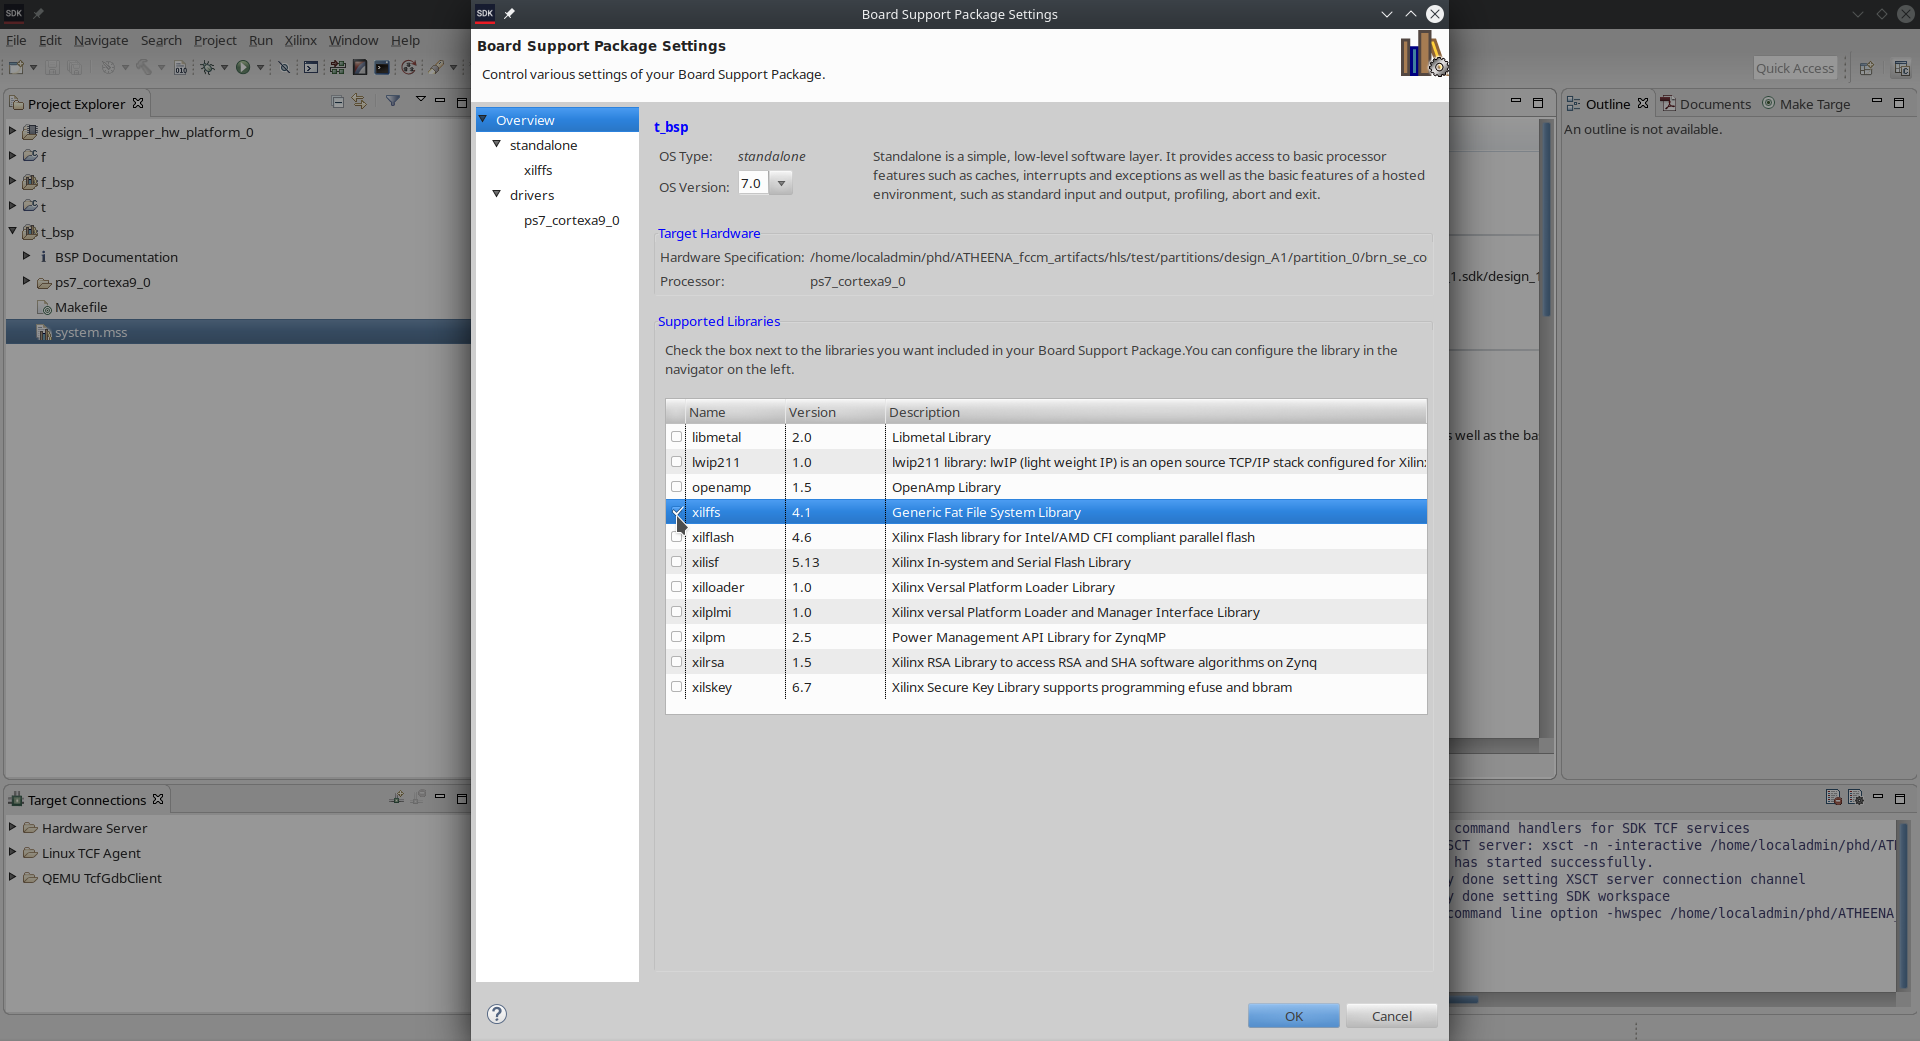 SDK
SDK
Board Support Package Settings
File Edit Navigate Search Project Run Xilinx Window Help
Board Support Package Settings
Control various settings of your Board Support Package.
Quick Access
Project Explorer
design_1_wrapper_hw_platform_0
f
f_bsp
t
t_bsp
BSP Documentation
ps7_cortexa9_0
Makefile
system.mss
Overview
standalone
xilffs
drivers
ps7_cortexa9_0
t_bsp
OS Type: standalone
OS Version: 7.0
Standalone is a simple, low-level software layer. It provides access to basic processor
features such as caches, interrupts and exceptions as well as the basic features of a hosted
environment, such as standard input and output, profiling, abort and exit.
Target Hardware
Hardware Specification: /home/localadmin/phd/ATHEENA_fccm_artifacts/hls/test/partitions/design_A1/partition_0/brn_se_co
Processor: ps7_cortexa9_0
Supported Libraries
Check the box next to the libraries you want included in your Board Support Package.You can configure the library in the
navigator on the left.
Name Version Description
libmetal 2.0 Libmetal Library
lwip211 1.0 lwip211 library: lwIP (light weight IP) is an open source TCP/IP stack configured for Xilin
openamp 1.5 OpenAmp Library
xilffs 4.1 Generic Fat File System Library
xilflash 4.6 Xilinx Flash library for Intel/AMD CFI compliant parallel flash
xilisf 5.13 Xilinx In-system and Serial Flash Library
xilloader 1.0 Xilinx Versal Platform Loader Library
xilplmi 1.0 Xilinx versal Platform Loader and Manager Interface Library
xilpm 2.5 Power Management API Library for ZynqMP
xilrsa 1.5 Xilinx RSA Library to access RSA and SHA software algorithms on Zynq
xilskey 6.7 Xilinx Secure Key Library supports programming efuse and bbram
OK Cancel
Outline Documents Make Targe
An outline is not available.
1.sdk/design_1
well as the ba
Target Connections
Hardware Server
Linux TCF Agent
QEMU TcfGdbClient
command handlers for SDK TCF services
SCT server: xsct -n -interactive /home/localadmin/phd/ATH
has started successfully.
y done setting XSCT server connection channel
y done setting SDK workspace
command line option -hwspec /home/localadmin/phd/ATHEENA_